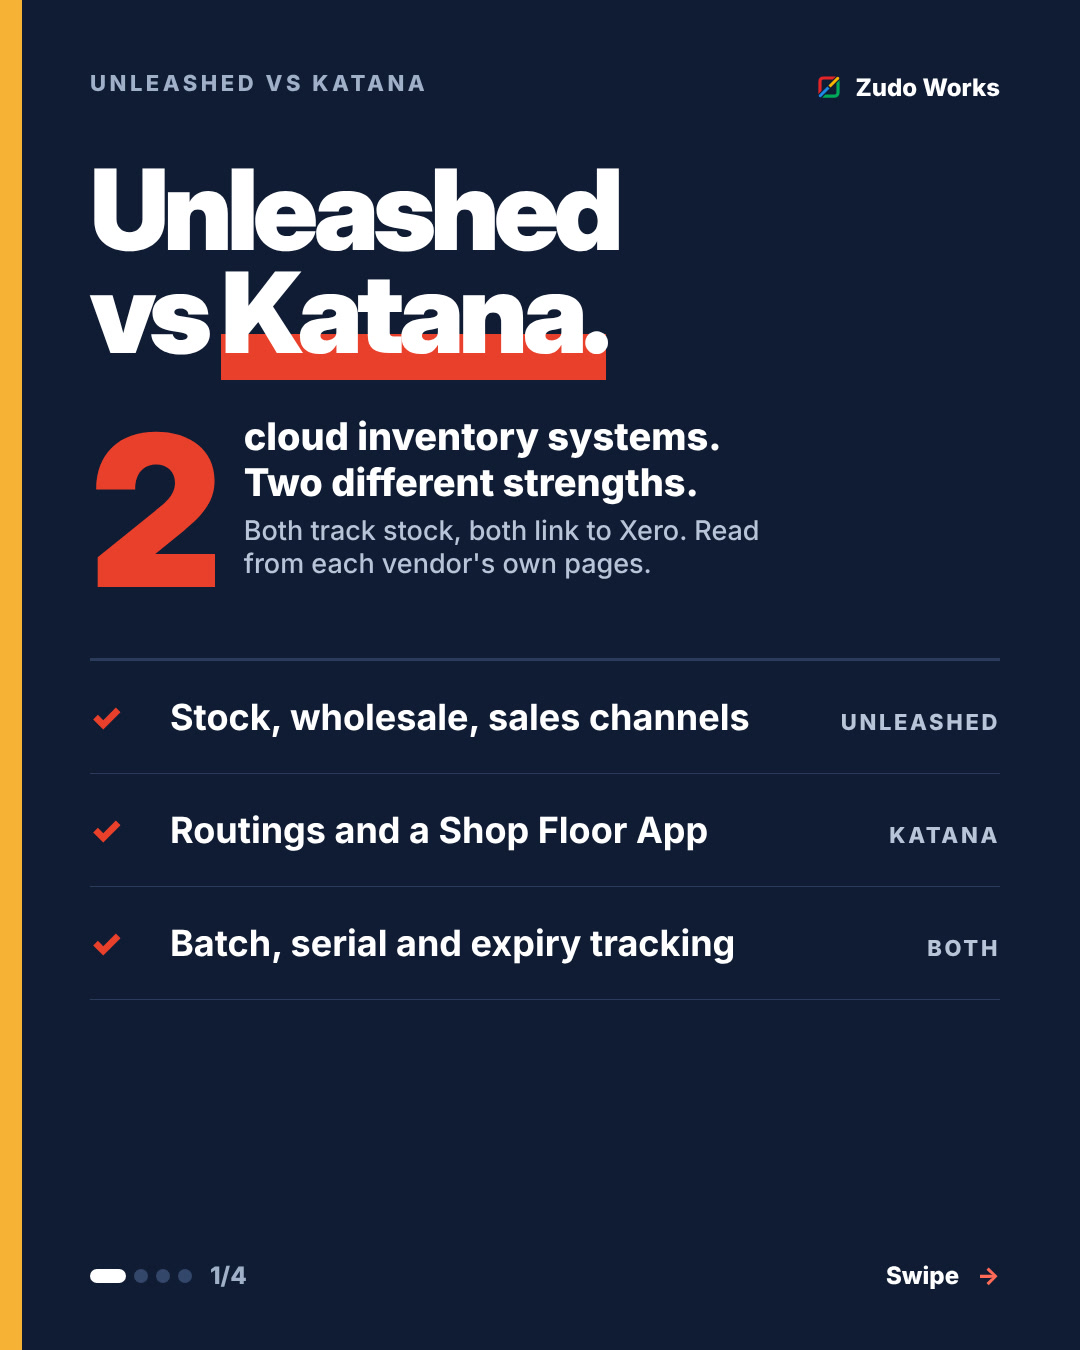 UNLEASHED VS KATANA
Zudo Works
Unleashed
vs Katana.
2
cloud inventory systems.
Two different strengths.
Both track stock, both link to Xero. Read
from each vendor's own pages.
Stock, wholesale, sales channels
UNLEASHED
Routings and a Shop Floor App
KATANA
Batch, serial and expiry tracking
BOTH
1/4
Swipe →